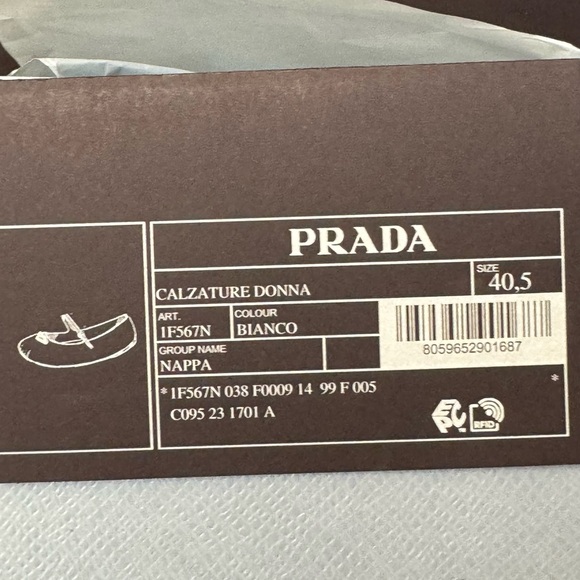 PRADA
SIZE
CALZATURE DONNA 40,5
ART. COLOUR
1F567N BIANCO
GROUP NAME
NAPPA
8059652901687
*1F567N 038 F0009 14 99 F 005 *
C095 23 1701 A
EPC™ RFID